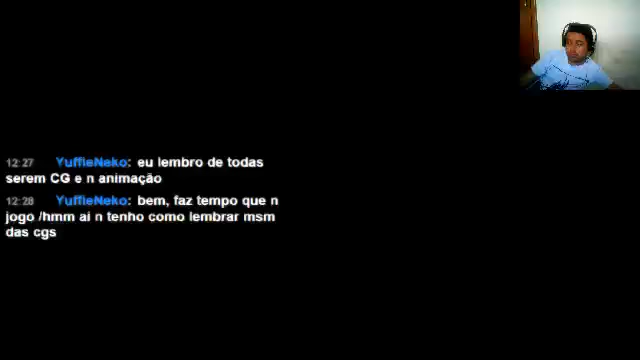 12:27 YuffieNeko: eu lembro de todas
serem CG e n animação
12:28 YuffieNeko: bem, faz tempo que n
jogo /hmm ai n tenho como lembrar msm
das cgs